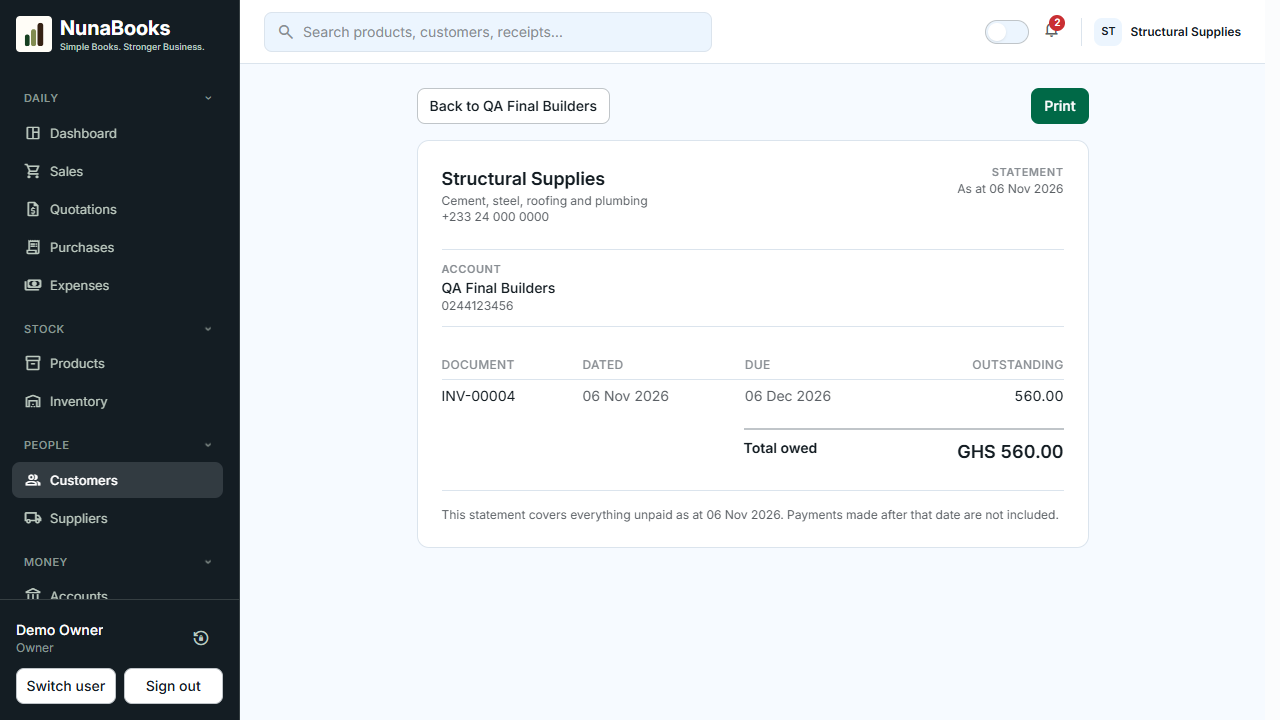 NunaBooks
Simple Books. Stronger Business.
DAILY
Dashboard
Sales
Quotations
Purchases
Expenses
STOCK
Products
Inventory
PEOPLE
Customers
Suppliers
MONEY
Accounts
Demo Owner
Owner
Switch user
Sign out
Search products, customers, receipts...
2
ST
Structural Supplies
Back to QA Final Builders
Print
Structural Supplies
Cement, steel, roofing and plumbing
+233 24 000 0000
STATEMENT
As at 06 Nov 2026
ACCOUNT
QA Final Builders
0244123456
DOCUMENT DATED DUE OUTSTANDING
INV-00004 06 Nov 2026 06 Dec 2026 560.00
Total owed GHS 560.00
This statement covers everything unpaid as at 06 Nov 2026. Payments made after that date are not included.